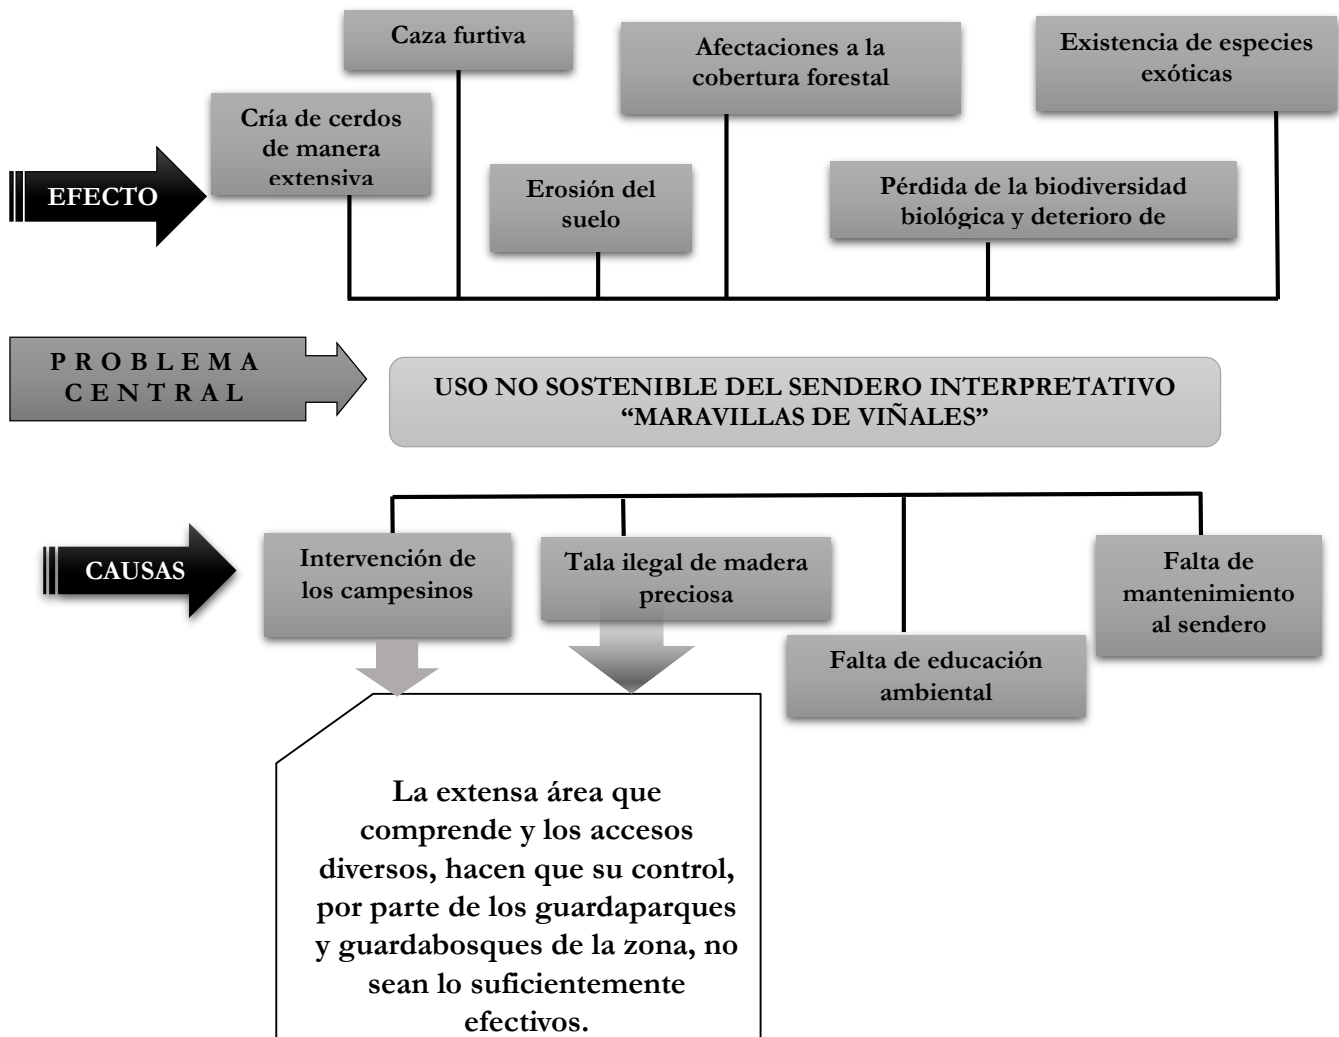 Caza furtiva
Afectaciones a la
cobertura forestal
Existencia de especies
exóticas
Cría de cerdos
de manera
extensiva
EFECTO
Erosión del
suelo
Pérdida de la biodiversidad
biológica y deterioro de
PROBLEMA
CENTRAL
USO NO SOSTENIBLE DEL SENDERO INTERPRETATIVO
“MARAVILLAS DE VIÑALES”
CAUSAS
Intervención de
los campesinos
Tala ilegal de madera
preciosa
Falta de
mantenimiento
al sendero
Falta de educación
ambiental
La extensa área que
comprende y los accesos
diversos, hacen que su control,
por parte de los guardaparques
y guardabosques de la zona, no
sean lo suficientemente
efectivos.